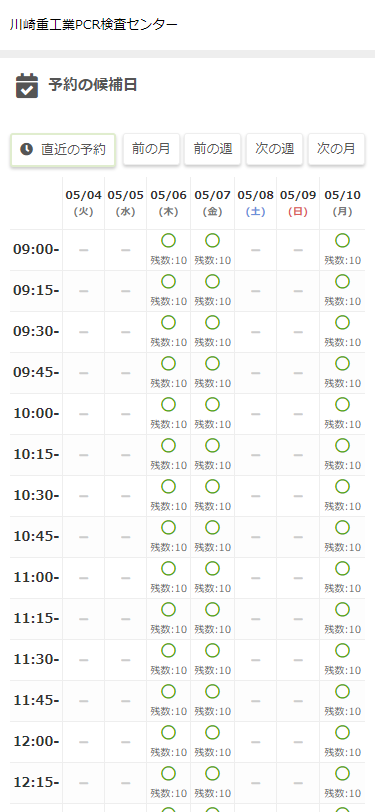 川崎重工業PCR検査センター
予約の候補日
直近の予約 前の月 前の週 次の週 次の月
05/04 05/05 05/06 05/07 05/08 05/09 05/10
(火) (水) (木) (金) (土) (日) (月)
09:00- － － ○ ○ － － ○
残数:10 残数:10 残数:10
09:15- － － ○ ○ － － ○
残数:10 残数:10 残数:10
09:30- － － ○ ○ － － ○
残数:10 残数:10 残数:10
09:45- － － ○ ○ － － ○
残数:10 残数:10 残数:10
10:00- － － ○ ○ － － ○
残数:10 残数:10 残数:10
10:15- － － ○ ○ － － ○
残数:10 残数:10 残数:10
10:30- － － ○ ○ － － ○
残数:10 残数:10 残数:10
10:45- － － ○ ○ － － ○
残数:10 残数:10 残数:10
11:00- － － ○ ○ － － ○
残数:10 残数:10 残数:10
11:15- － － ○ ○ － － ○
残数:10 残数:10 残数:10
11:30- － － ○ ○ － － ○
残数:10 残数:10 残数:10
11:45- － － ○ ○ － － ○
残数:10 残数:10 残数:10
12:00- － － ○ ○ － － ○
残数:10 残数:10 残数:10
12:15- － － ○ ○ － － ○
残数:10 残数:10 残数:10